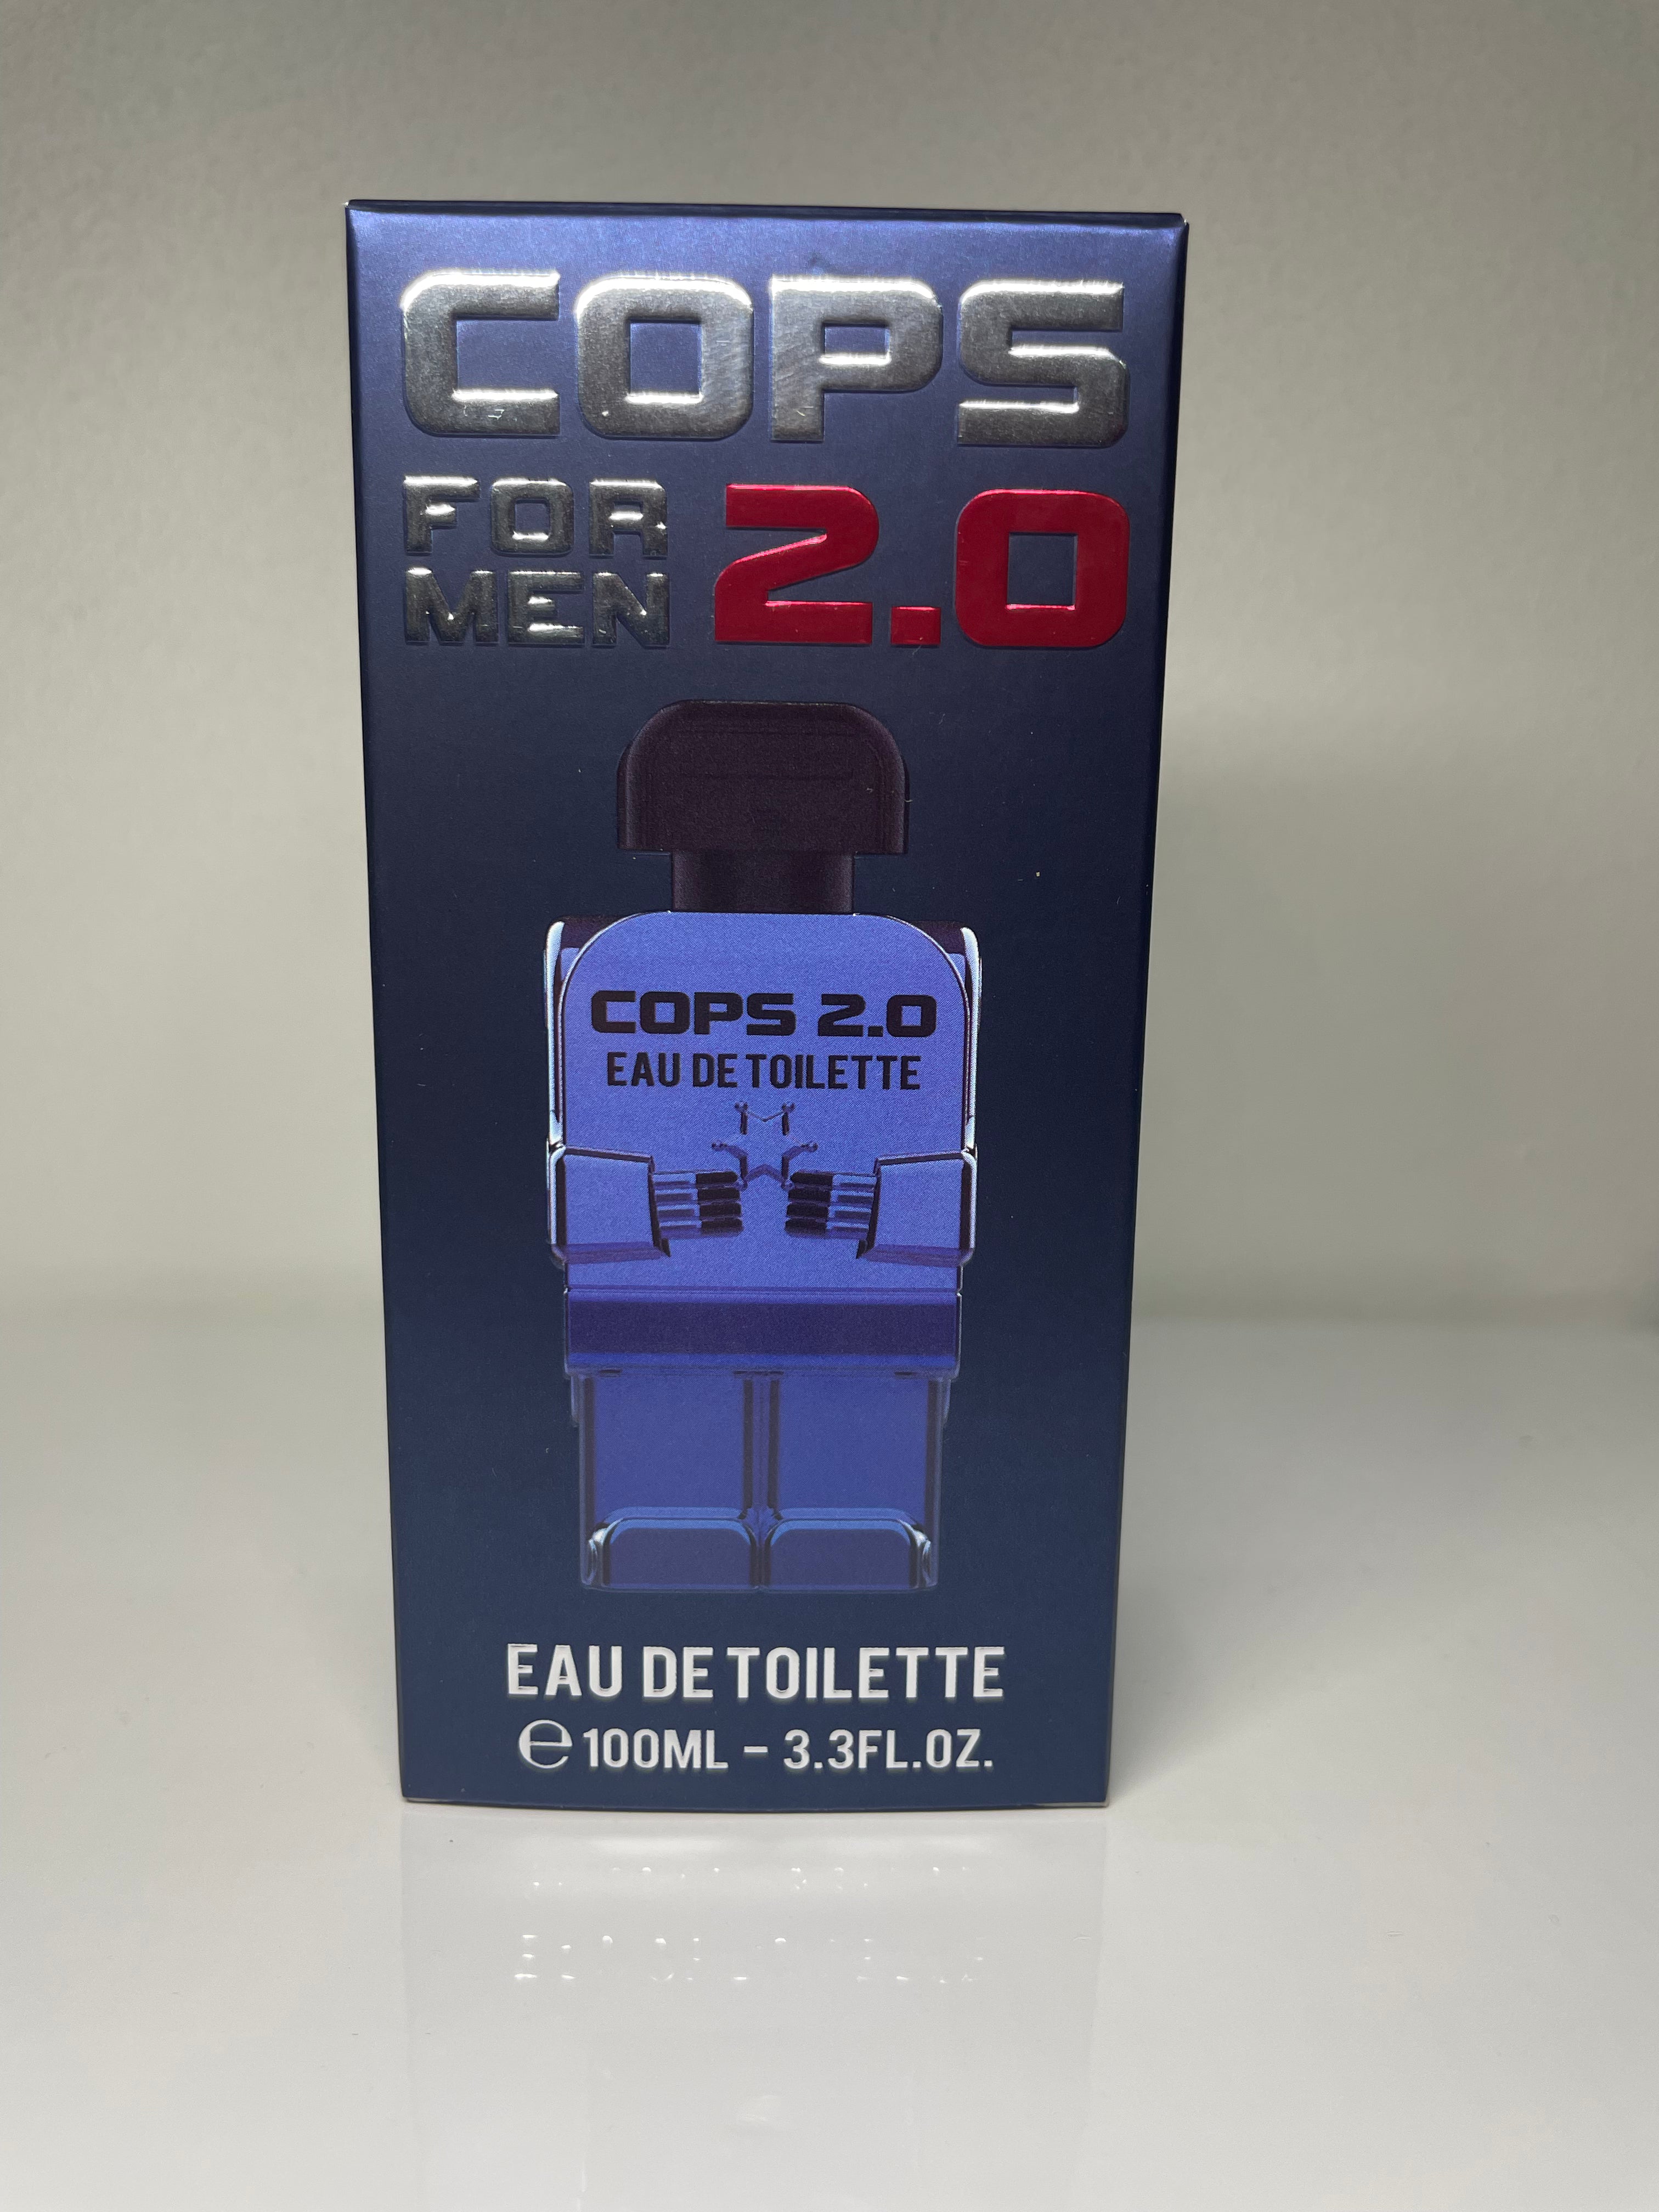 COPS
FOR
MEN 2.0
COPS 2.0
EAU DE TOILETTE
EAU DE TOILETTE
℮ 100ML - 3.3FL.OZ.